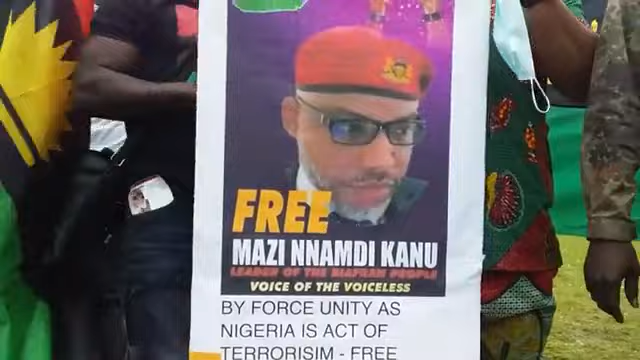 FREE
MAZI NNAMDI KANU
LEADER OF THE BIAFRAN PEOPLE
VOICE OF THE VOICELESS
BY FORCE UNITY AS
NIGERIA IS ACT OF
TERRORISIM - FREE